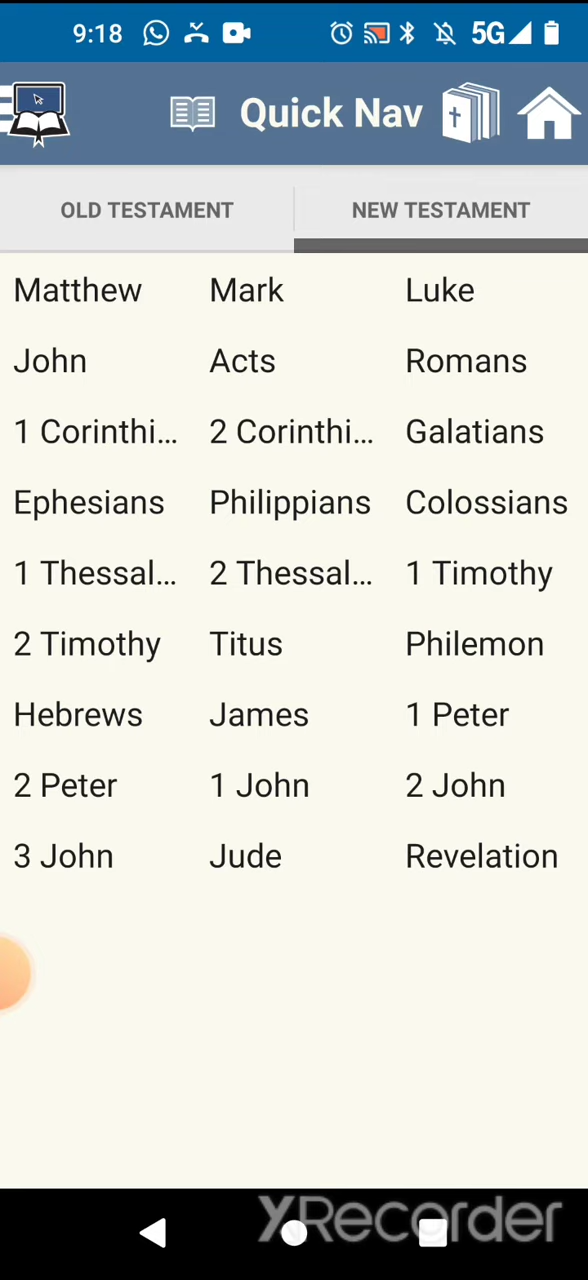 9:18 5G
Quick Nav
OLD TESTAMENT NEW TESTAMENT
Matthew Mark Luke
John Acts Romans
1 Corinthi... 2 Corinthi... Galatians
Ephesians Philippians Colossians
1 Thessal... 2 Thessal... 1 Timothy
2 Timothy Titus Philemon
Hebrews James 1 Peter
2 Peter 1 John 2 John
3 John Jude Revelation
XRecorder